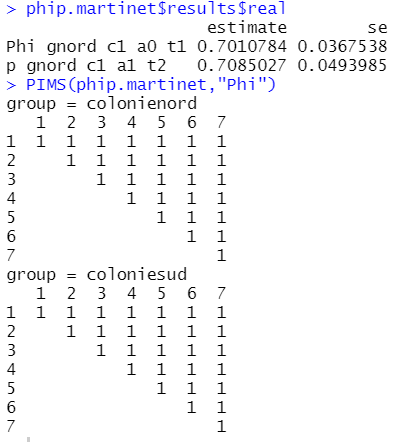 > phip.martinet$results$real
                      estimate        se
Phi gnord c1 a0 t1 0.7010784 0.0367538
p gnord c1 a1 t2   0.7085027 0.0493985
> PIMS(phip.martinet,"Phi")
group = colonienord
   1  2  3  4  5  6  7
1  1  1  1  1  1  1  1
2     1  1  1  1  1  1
3        1  1  1  1  1
4           1  1  1  1
5              1  1  1
6                 1  1
7                    1
group = coloniesud
   1  2  3  4  5  6  7
1  1  1  1  1  1  1  1
2     1  1  1  1  1  1
3        1  1  1  1  1
4           1  1  1  1
5              1  1  1
6                 1  1
7                    1